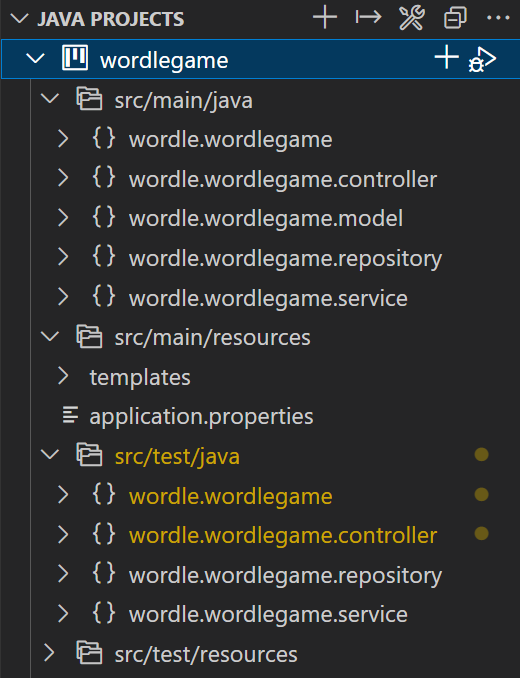 JAVA PROJECTS
wordlegame
src/main/java
{} wordle.wordlegame
{} wordle.wordlegame.controller
{} wordle.wordlegame.model
{} wordle.wordlegame.repository
{} wordle.wordlegame.service
src/main/resources
templates
application.properties
src/test/java
{} wordle.wordlegame
{} wordle.wordlegame.controller
{} wordle.wordlegame.repository
{} wordle.wordlegame.service
src/test/resources